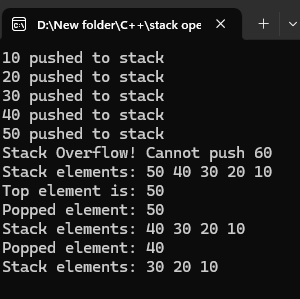 D:\New folder\C++\stack ope
10 pushed to stack
20 pushed to stack
30 pushed to stack
40 pushed to stack
50 pushed to stack
Stack Overflow! Cannot push 60
Stack elements: 50 40 30 20 10
Top element is: 50
Popped element: 50
Stack elements: 40 30 20 10
Popped element: 40
Stack elements: 30 20 10